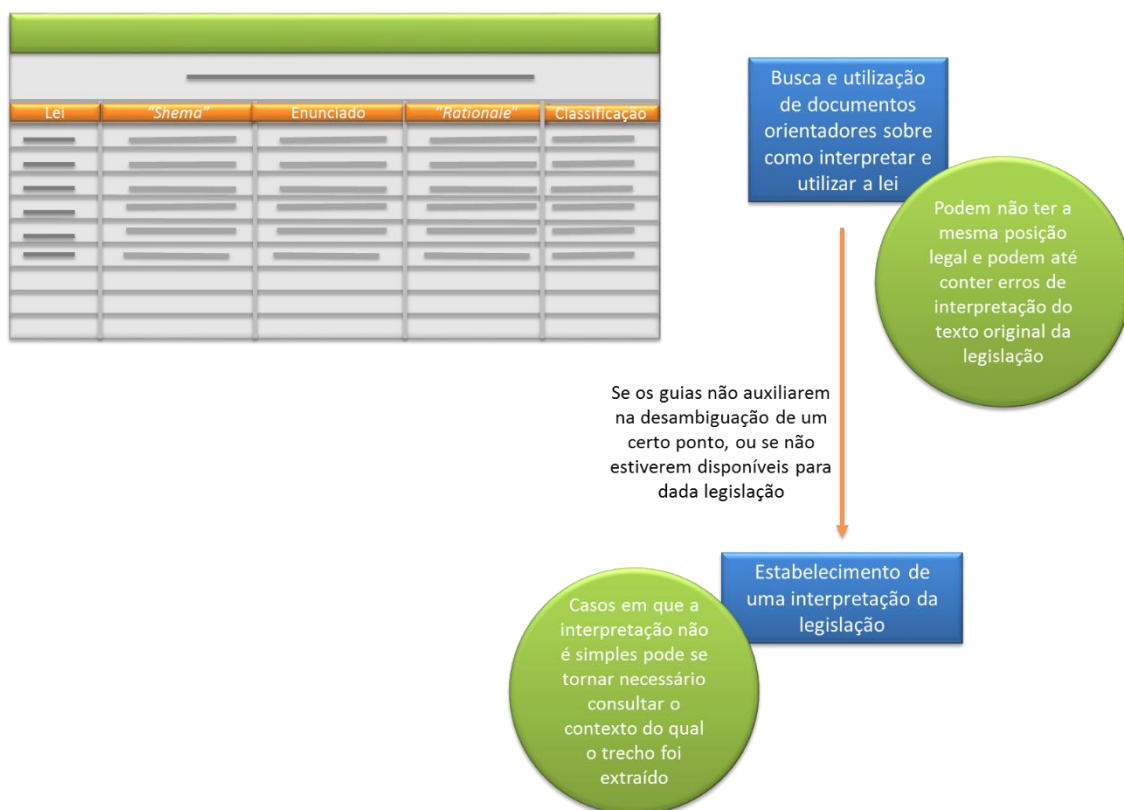 Lei
"Shema"
Enunciado
"Rationale"
Classificação
Busca e utilização
de documentos
orientadores sobre
como interpretar e
utilizar a lei
Podem não ter a
mesma posição
legal e podem até
conter erros de
interpretação do
texto original da
legislação
Se os guias não auxiliarem
na desambiguação de um
certo ponto, ou se não
estiverem disponíveis para
dada legislação
Estabelecimento de
uma interpretação da
legislação
Casos em que a
interpretação não
é simples pode se
tornar necessário
consultar o
contexto do qual
o trecho foi
extraído